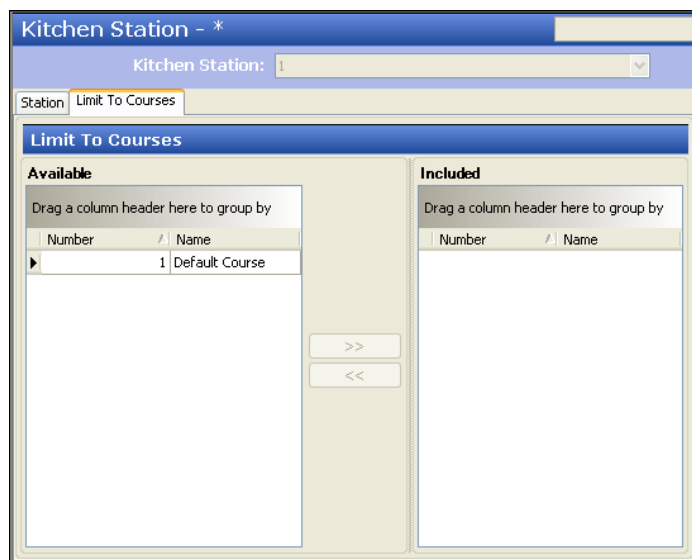 Kitchen Station - *
Kitchen Station: 1
Station Limit To Courses
Limit To Courses
Available Included
Drag a column header here to group by Drag a column header here to group by
Number Name Number Name
1 Default Course
>>
<<